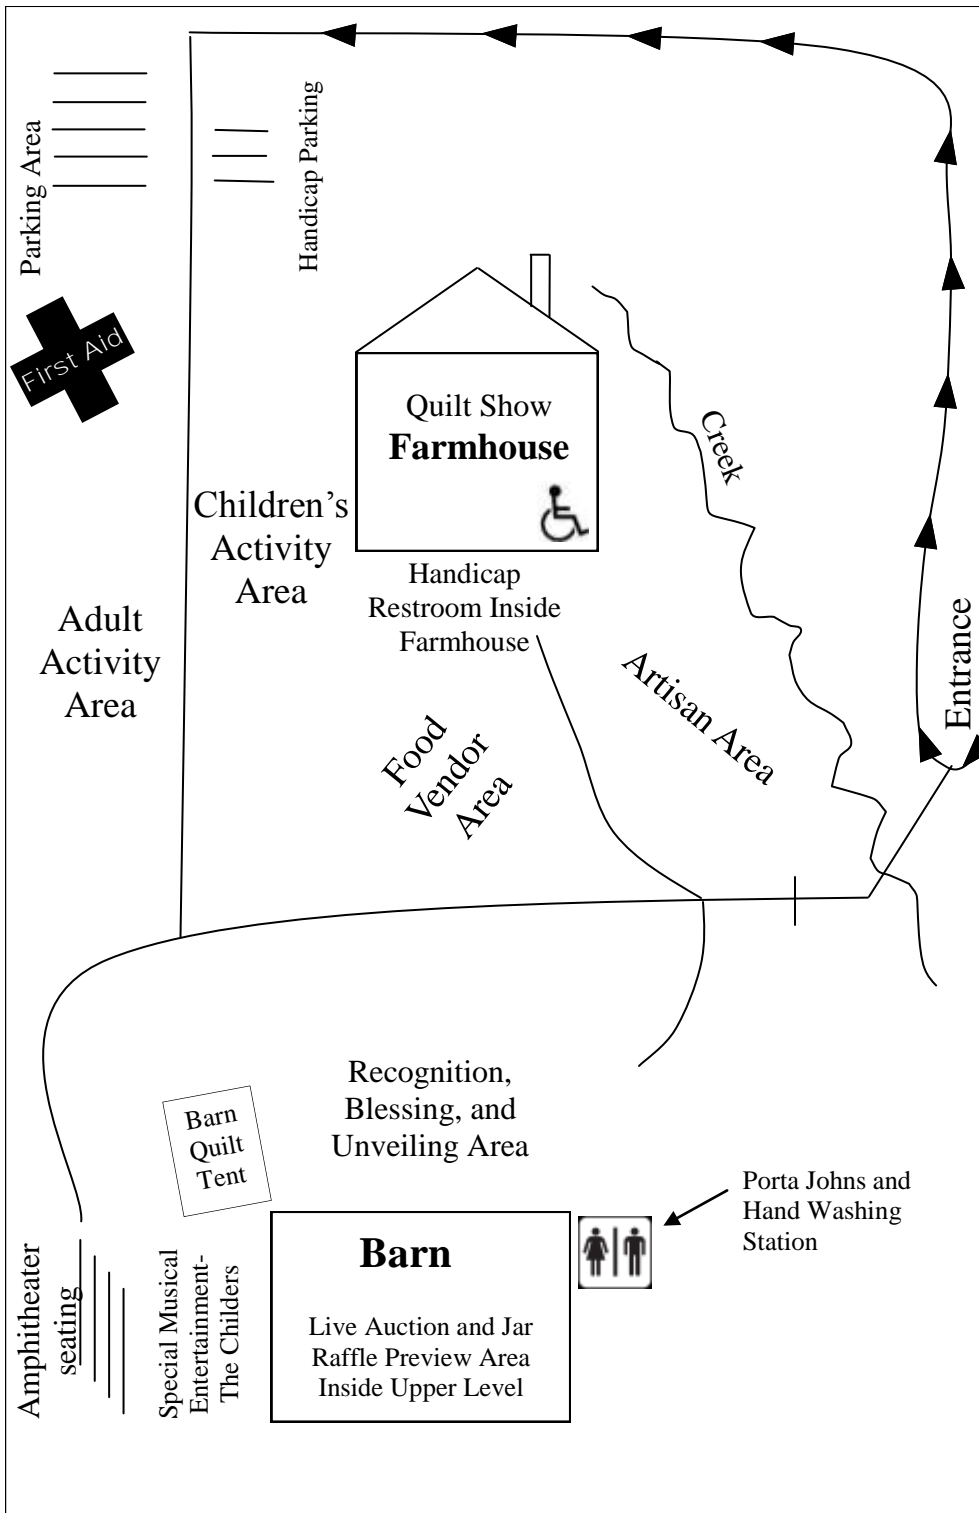 Parking Area
Handicap Parking
First Aid
Quilt Show
Farmhouse
Creek
Children’s
Activity
Area
Handicap
Restroom Inside
Farmhouse
Adult
Activity
Area
Entrance
Artisan Area
Food
Vendor
Area
Recognition,
Blessing, and
Unveiling Area
Barn
Quilt
Tent
Porta Johns and
Hand Washing
Station
Barn
Live Auction and Jar
Raffle Preview Area
Inside Upper Level
Amphitheater
seating
Special Musical
Entertainment-
The Childers